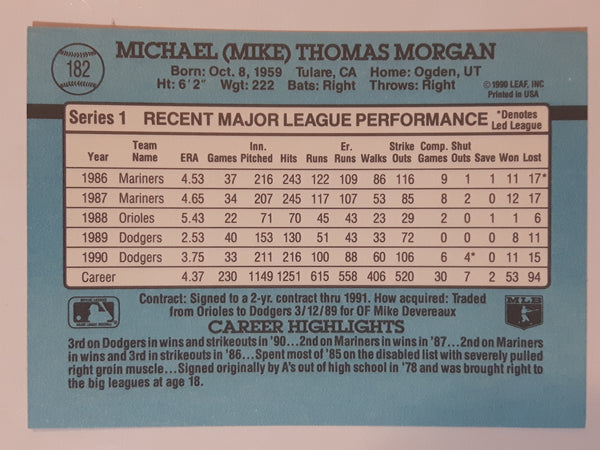 182
MICHAEL (MIKE) THOMAS MORGAN
Born: Oct. 8, 1959 Tulare, CA Home: Ogden, UT
Ht: 6' 2" Wgt: 222 Bats: Right Throws: Right
© 1990 LEAF, INC
Printed in USA
Series 1 RECENT MAJOR LEAGUE PERFORMANCE *Denotes Led League
Year Team Name ERA Games Inn. Pitched Hits Runs Er. Runs Walks Strike Outs Comp. Games Shut Outs Save Won Lost
1986 Mariners 4.53 37 216 243 122 109 86 116 9 1 1 11 17*
1987 Mariners 4.65 34 207 245 117 107 53 85 8 2 0 12 17
1988 Orioles 5.43 22 71 70 45 43 23 29 2 0 1 1 6
1989 Dodgers 2.53 40 153 130 51 43 33 72 0 0 0 8 11
1990 Dodgers 3.75 33 211 216 100 88 60 106 6 4* 0 11 15
Career 4.37 230 1149 1251 615 558 406 520 30 7 2 53 94
Contract: Signed to a 2-yr. contract thru 1991. How acquired: Traded
from Orioles to Dodgers 3/12/89 for OF Mike Devereaux
CAREER HIGHLIGHTS
3rd on Dodgers in wins and strikeouts in '90...2nd on Mariners in wins in '87...2nd on Mariners
in wins and 3rd in strikeouts in '86...Spent most of '85 on the disabled list with severely pulled
right groin muscle...Signed originally by A's out of high school in '78 and was brought right to
the big leagues at age 18.
MLB